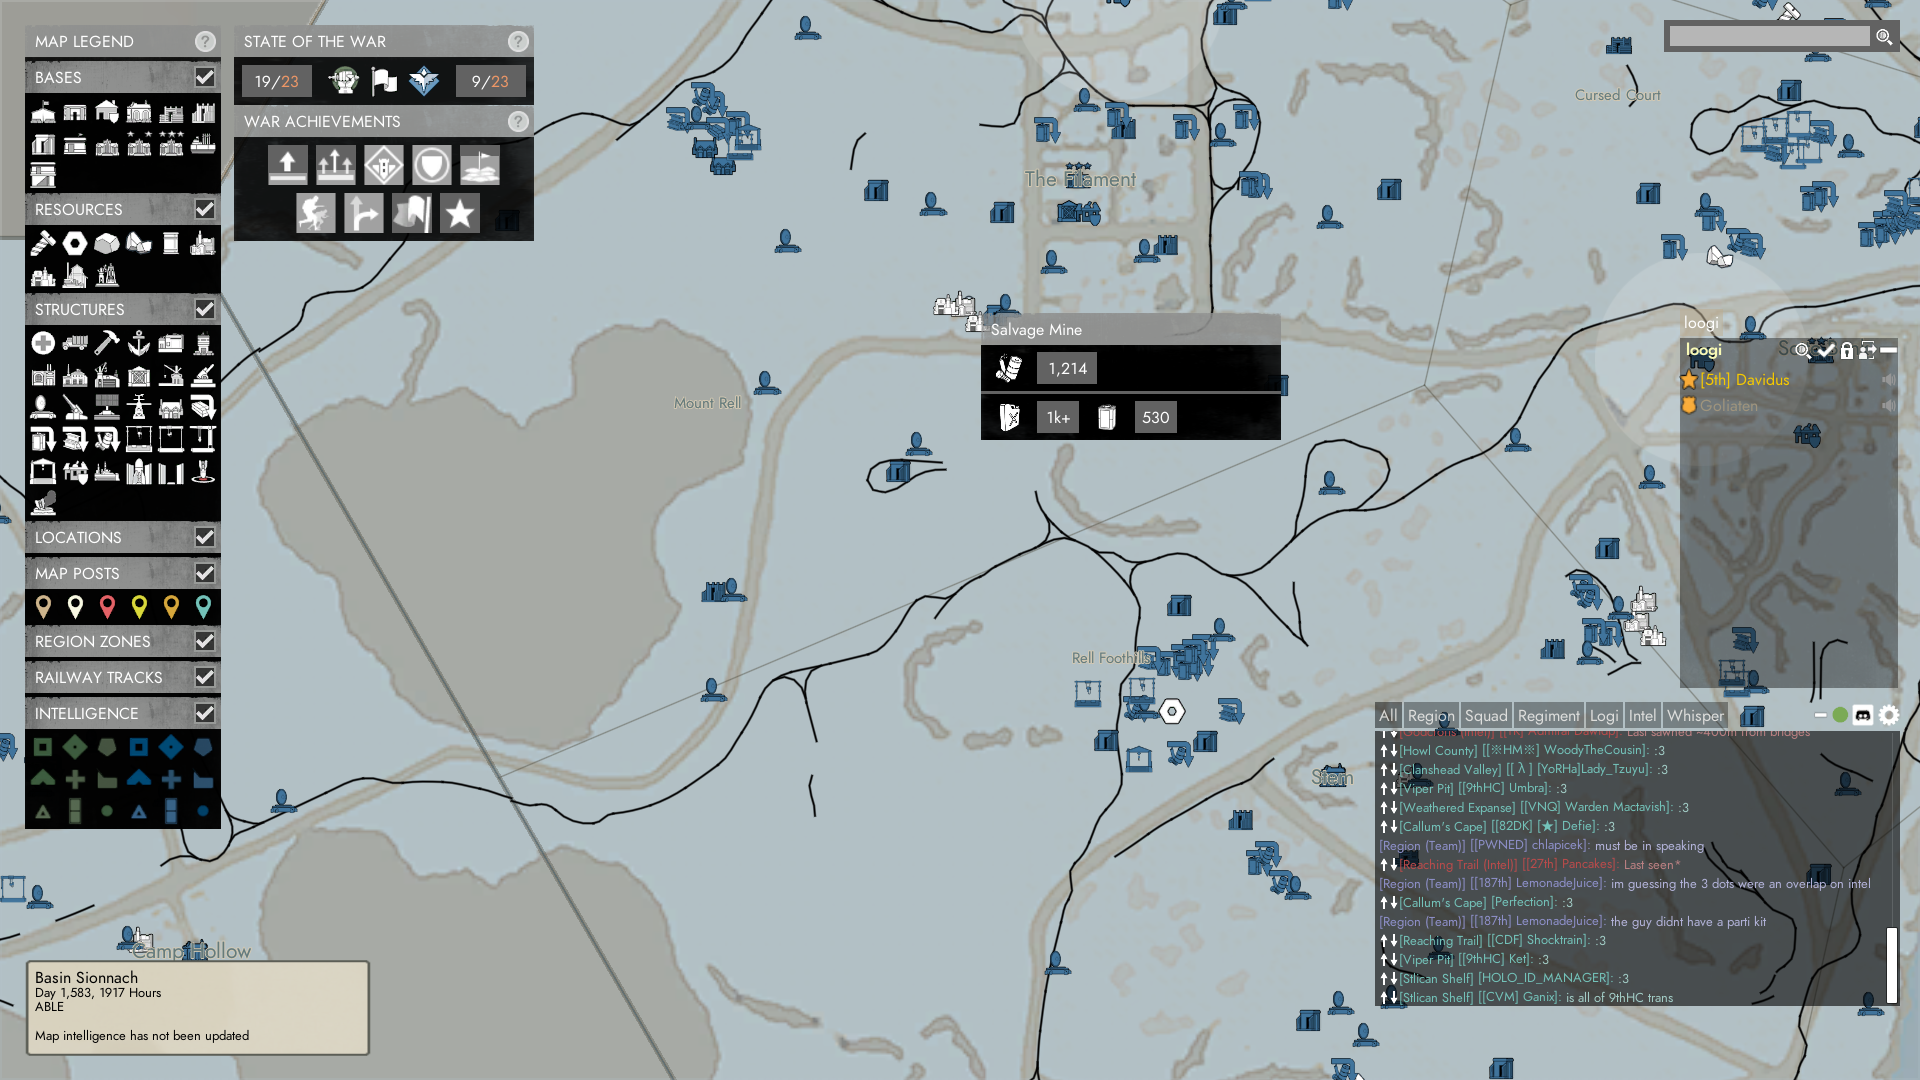 MAP LEGEND ?
BASES
RESOURCES
STRUCTURES
LOCATIONS
MAP POSTS
REGION ZONES
RAILWAY TRACKS
INTELLIGENCE
STATE OF THE WAR ?
19/23
9/23
WAR ACHIEVEMENTS ?
Cursed Court
The Filament
Mount Rell
Salvage Mine
1,214
1k+
530
loogi
loogi
[5th] Davidus
Goliaten
Rell Foothills
Stem
Camp Hollow
Basin Sionnach
Day 1,583, 1917 Hours
ABLE
Map intelligence has not been updated
All Region Squad Regiment Logi Intel Whisper
Last sawned ~400m from bridges
[Howl County] [[※HM※] WoodyTheCousin]: :3
[Clanshead Valley] [[ λ ] [YoRHa]Lady_Tzuyu]: :3
[Viper Pit] [[9thHC] Umbra]: :3
[Weathered Expanse] [[VNQ] Warden Mactavish]: :3
[Callum's Cape] [[82DK] [★] Defie]: :3
[Region (Team)] [[PWNED] chlapicek]: must be in speaking
[Reaching Trail (Intel)] [[27th] Pancakes]: Last seen*
[Region (Team)] [[187th] LemonadeJuice]: im guessing the 3 dots were an overlap on intel
[Callum's Cape] [Perfection]: :3
[Region (Team)] [[187th] LemonadeJuice]: the guy didnt have a parti kit
[Reaching Trail] [[CDF] Shocktrain]: :3
[Viper Pit] [[9thHC] Ket]: :3
[Stlican Shelf] [HOLO_ID_MANAGER]: :3
[Stlican Shelf] [[CVM] Ganix]: is all of 9thHC trans